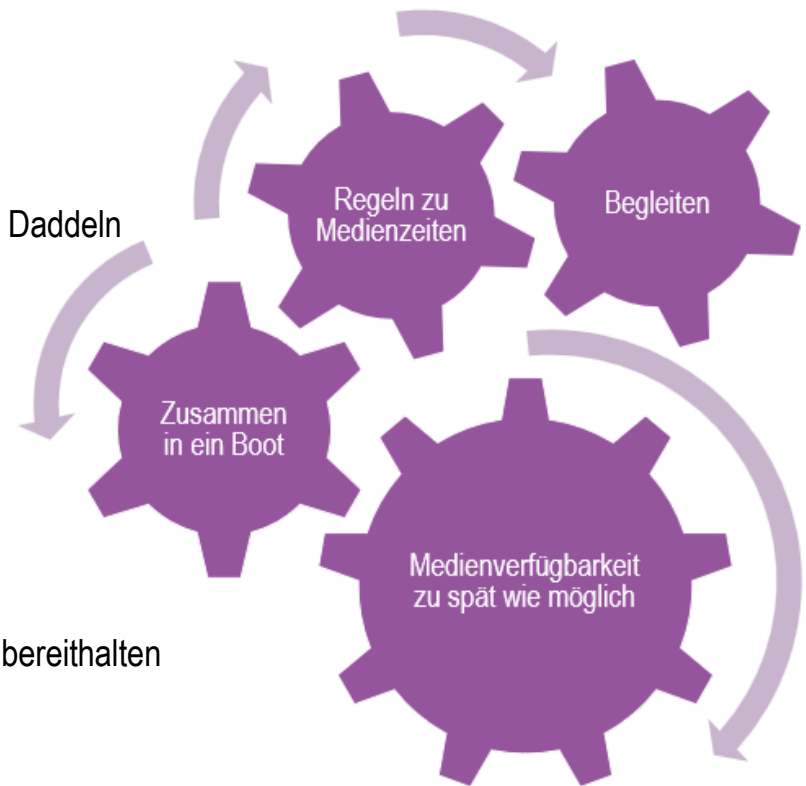 Regeln zu
Medienzeiten
Begleiten
Daddeln
Zusammen
in ein Boot
Medienverfügbarkeit
zu spät wie möglich
bereithalten